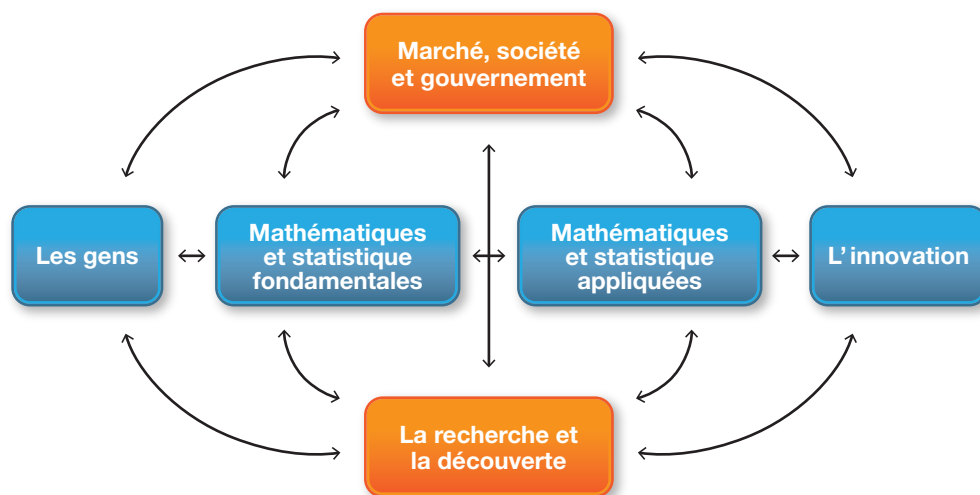 Marché, société
et gouvernement
Les gens
Mathématiques
et statistique
fondamentales
Mathématiques
et statistique
appliquées
L'innovation
La recherche et
la découverte